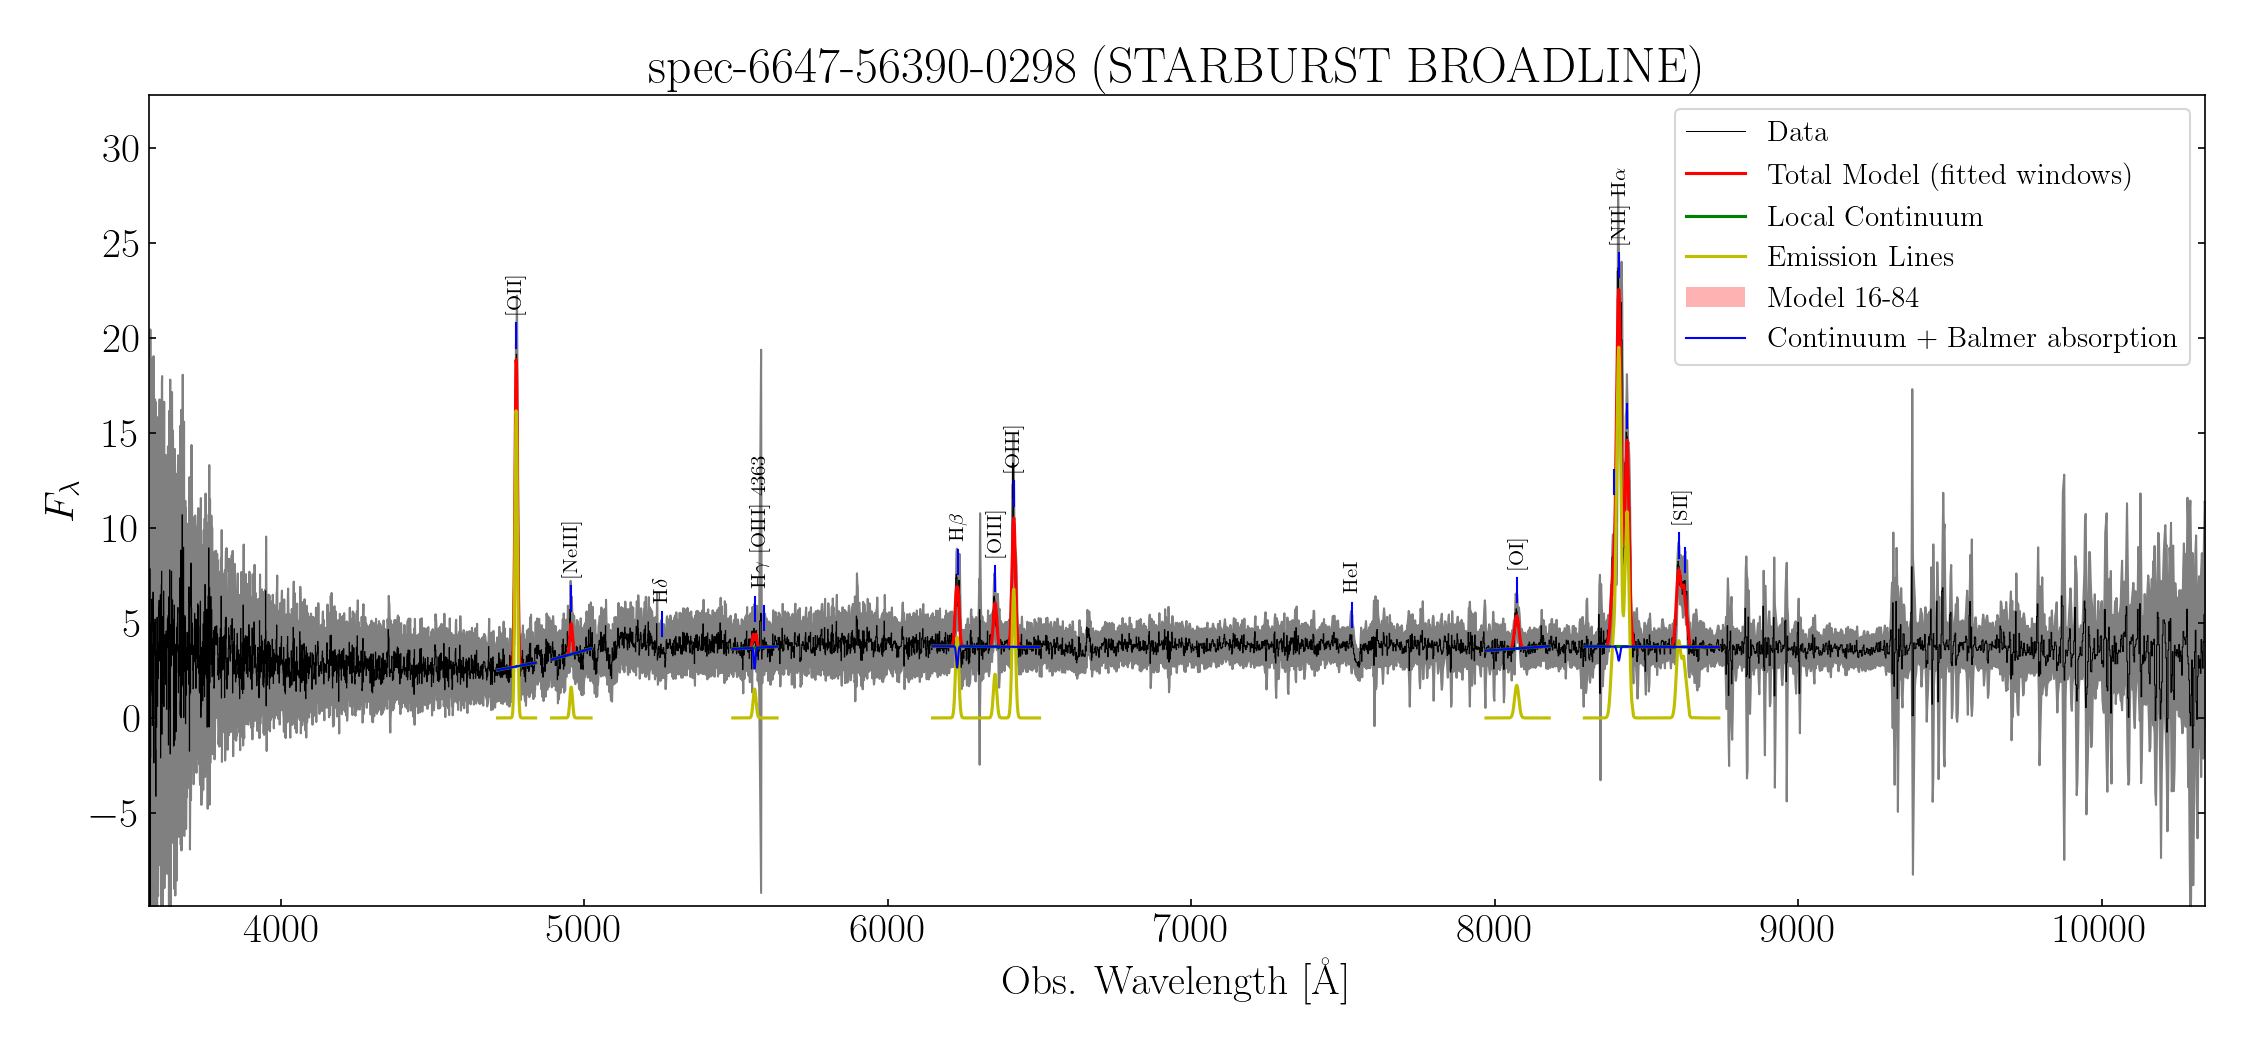 spec-6647-56390-0298 (STARBURST BROADLINE)
Data
Total Model (fitted windows)
Local Continuum
Emission Lines
Model 16-84
Continuum + Balmer absorption
[OII]
[NeIII]
Hδ
Hγ [OIII] 4363
Hβ
[OIII]
[OIII]
HeI
[OI]
[NII] Hα
[SII]
30
25
20
15
10
5
0
−5
Fλ
4000
5000
6000
7000
8000
9000
10000
Obs. Wavelength [Å]